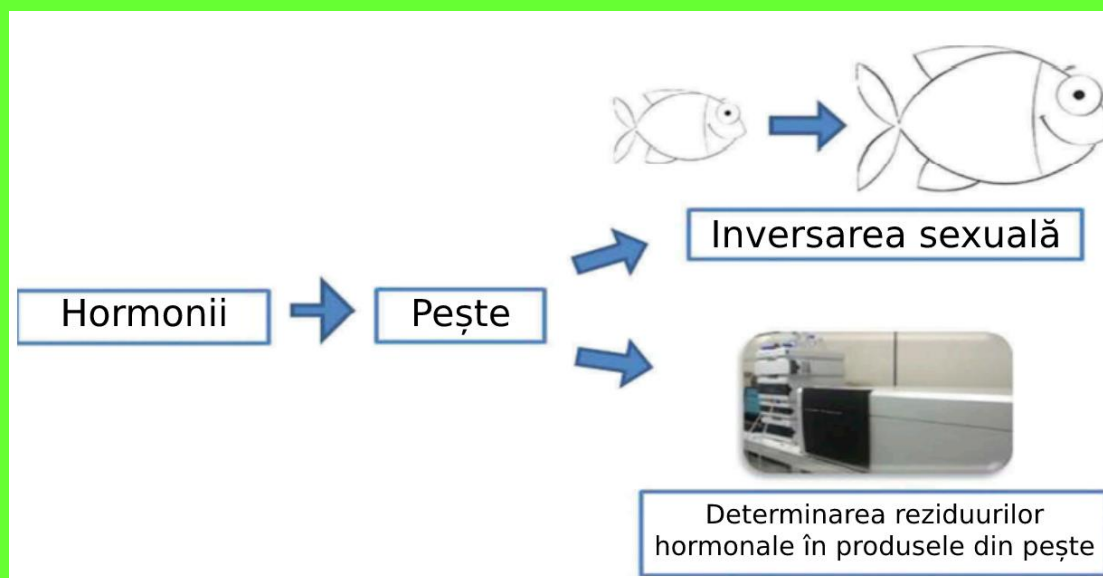 Inversarea sexuală
Hormonii
Pește
Determinarea reziduurilor
hormonale în produsele din pește